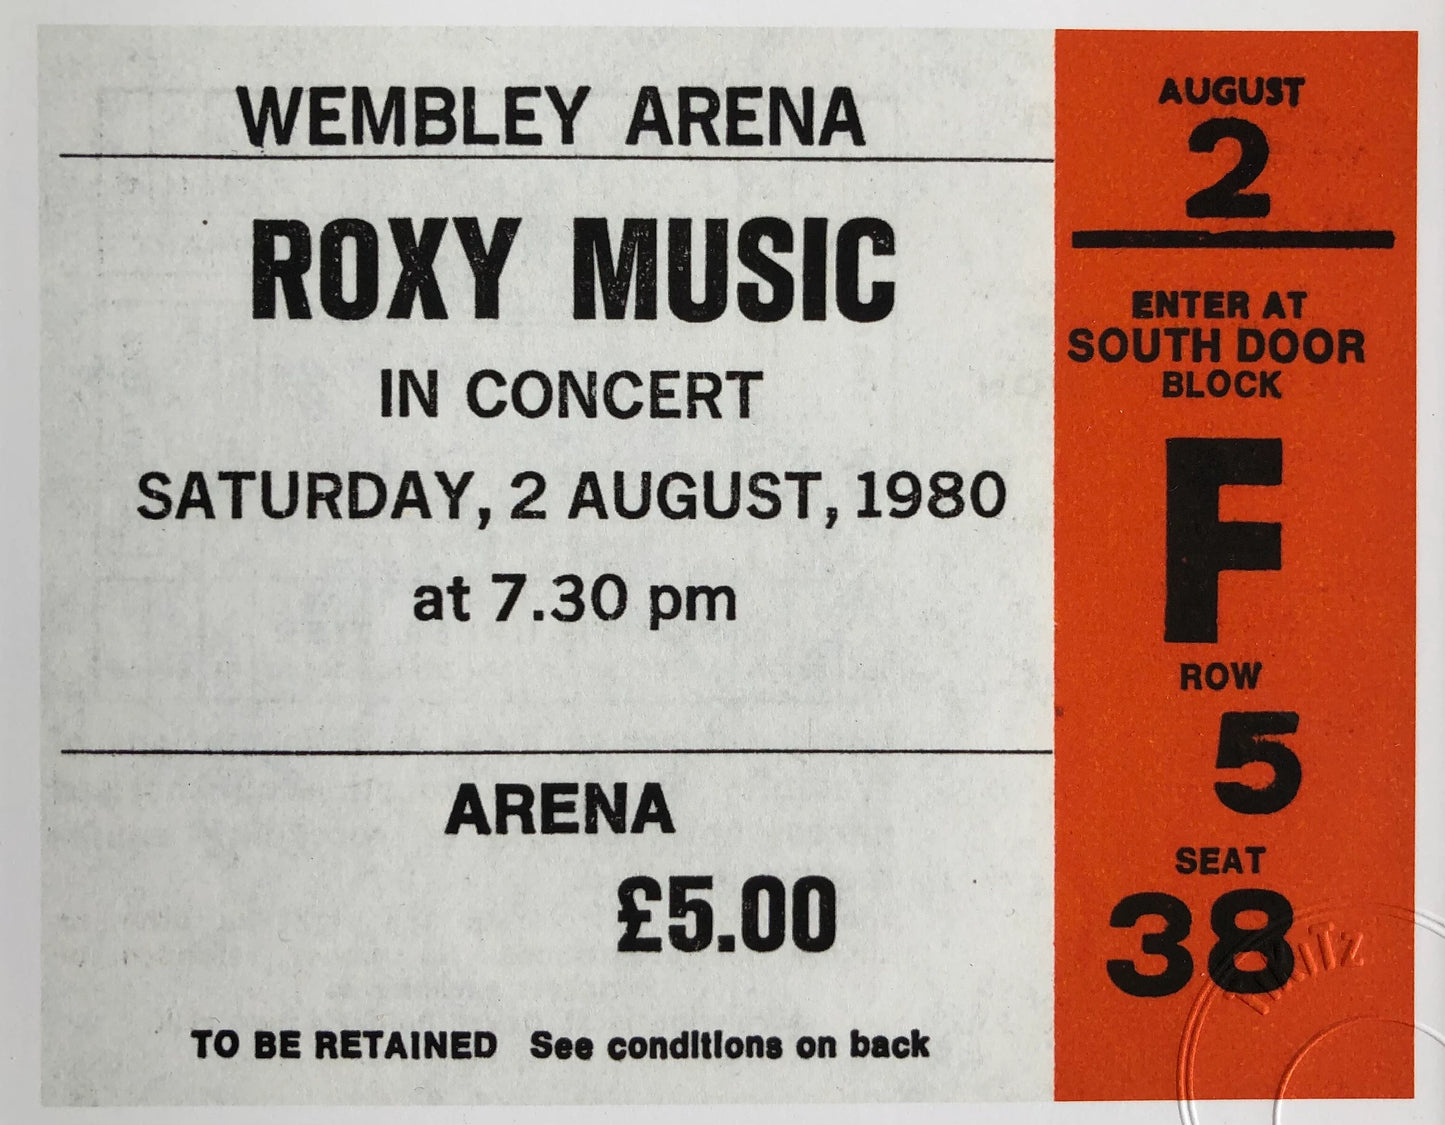 WEMBLEY ARENA
ROXY MUSIC
IN CONCERT
SATURDAY, 2 AUGUST, 1980
at 7.30 pm
ARENA
£5.00
TO BE RETAINED See conditions on back
AUGUST
2
ENTER AT
SOUTH DOOR
BLOCK
F
ROW
5
SEAT
38